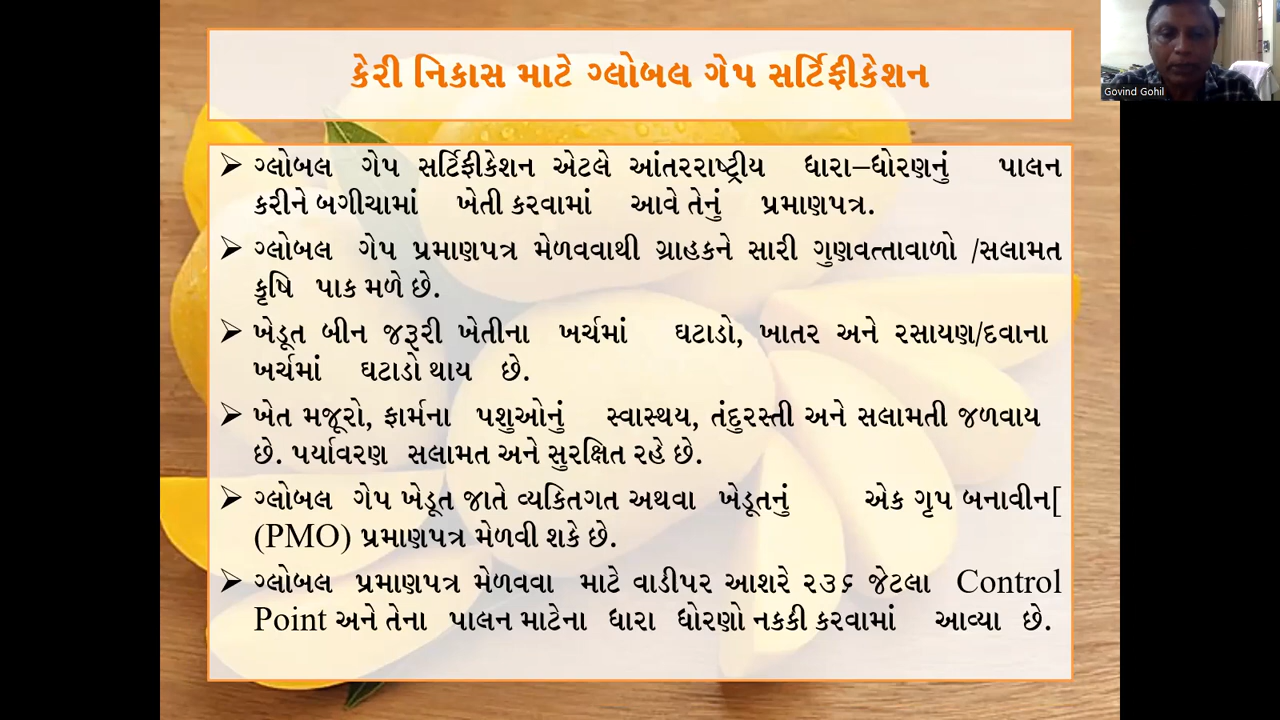 કેરી નિકાસ માટે ગ્લોબલ ગેપ સર્ટિફીકેશન
Govind Gohil
➢ ગ્લોબલ ગેપ સર્ટિફીકેશન એટલે આંતરરાષ્ટ્રીય ધારા–ધોરણનું પાલન
કરીને બગીચામાં ખેતી કરવામાં આવે તેનું પ્રમાણપત્ર.
➢ ગ્લોબલ ગેપ પ્રમાણપત્ર મેળવવાથી ગ્રાહકને સારી ગુણવત્તાવાળો /સલામત
કૃષિ પાક મળે છે.
➢ ખેડૂત બીન જરૂરી ખેતીના ખર્ચમાં ઘટાડો, ખાતર અને રસાયણ/દવાના
ખર્ચમાં ઘટાડો થાય છે.
➢ ખેત મજૂરો, ફાર્મના પશુઓનું સ્વાસ્થય, તંદુરસ્તી અને સલામતી જળવાય
છે. પર્યાવરણ સલામત અને સુરક્ષિત રહે છે.
➢ ગ્લોબલ ગેપ ખેડૂત જાતે વ્યકિતગત અથવા ખેડૂતનું એક ગૃપ બનાવીન[
(PMO) પ્રમાણપત્ર મેળવી શકે છે.
➢ ગ્લોબલ પ્રમાણપત્ર મેળવવા માટે વાડીપર આશરે ૨૩૬ જેટલા Control
Point અને તેના પાલન માટેના ધારા ધોરણો નકકી કરવામાં આવ્યા છે.